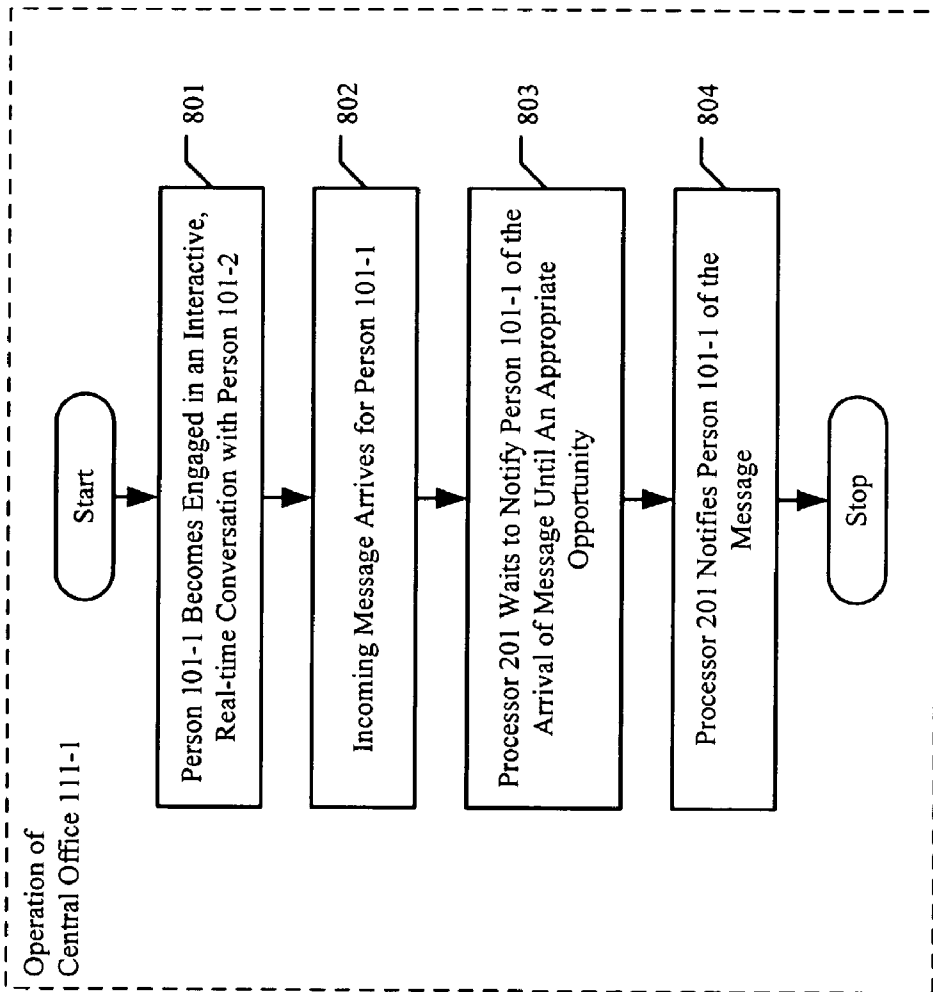 Operation of
Central Office 111-1
Start
801
Person 101-1 Becomes Engaged in an Interactive,
Real-time Conversation with Person 101-2
802
Incoming Message Arrives for Person 101-1
803
Processor 201 Waits to Notify Person 101-1 of the
Arrival of Message Until An Appropriate
Opportunity
804
Processor 201 Notifies Person 101-1 of the
Message
Stop